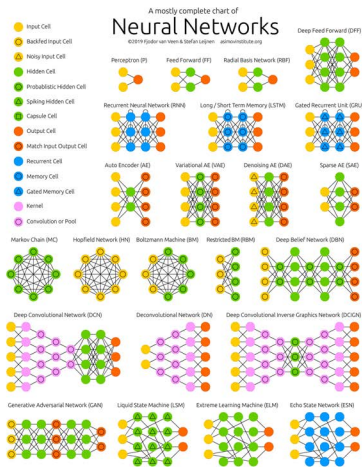 A mostly complete chart of
Neural Networks
©2019 Fjodor van Veen & Stefan Leijnen asimovinstitute.org
Input Cell
Backfed Input Cell
Noisy Input Cell
Hidden Cell
Probablistic Hidden Cell
Spiking Hidden Cell
Capsule Cell
Output Cell
Match Input Output Cell
Recurrent Cell
Memory Cell
Gated Memory Cell
Kernel
Convolution or Pool
Deep Feed Forward (DFF)
Perceptron (P)
Feed Forward (FF)
Radial Basis Network (RBF)
Recurrent Neural Network (RNN)
Long / Short Term Memory (LSTM)
Gated Recurrent Unit (GRU)
Auto Encoder (AE)
Variational AE (VAE)
Denoising AE (DAE)
Sparse AE (SAE)
Markov Chain (MC)
Hopfield Network (HN)
Boltzmann Machine (BM)
Restricted BM (RBM)
Deep Belief Network (DBN)
Deep Convolutional Network (DCN)
Deconvolutional Network (DN)
Deep Convolutional Inverse Graphics Network (DCIGN)
Generative Adversarial Network (GAN)
Liquid State Machine (LSM)
Extreme Learning Machine (ELM)
Echo State Network (ESN)